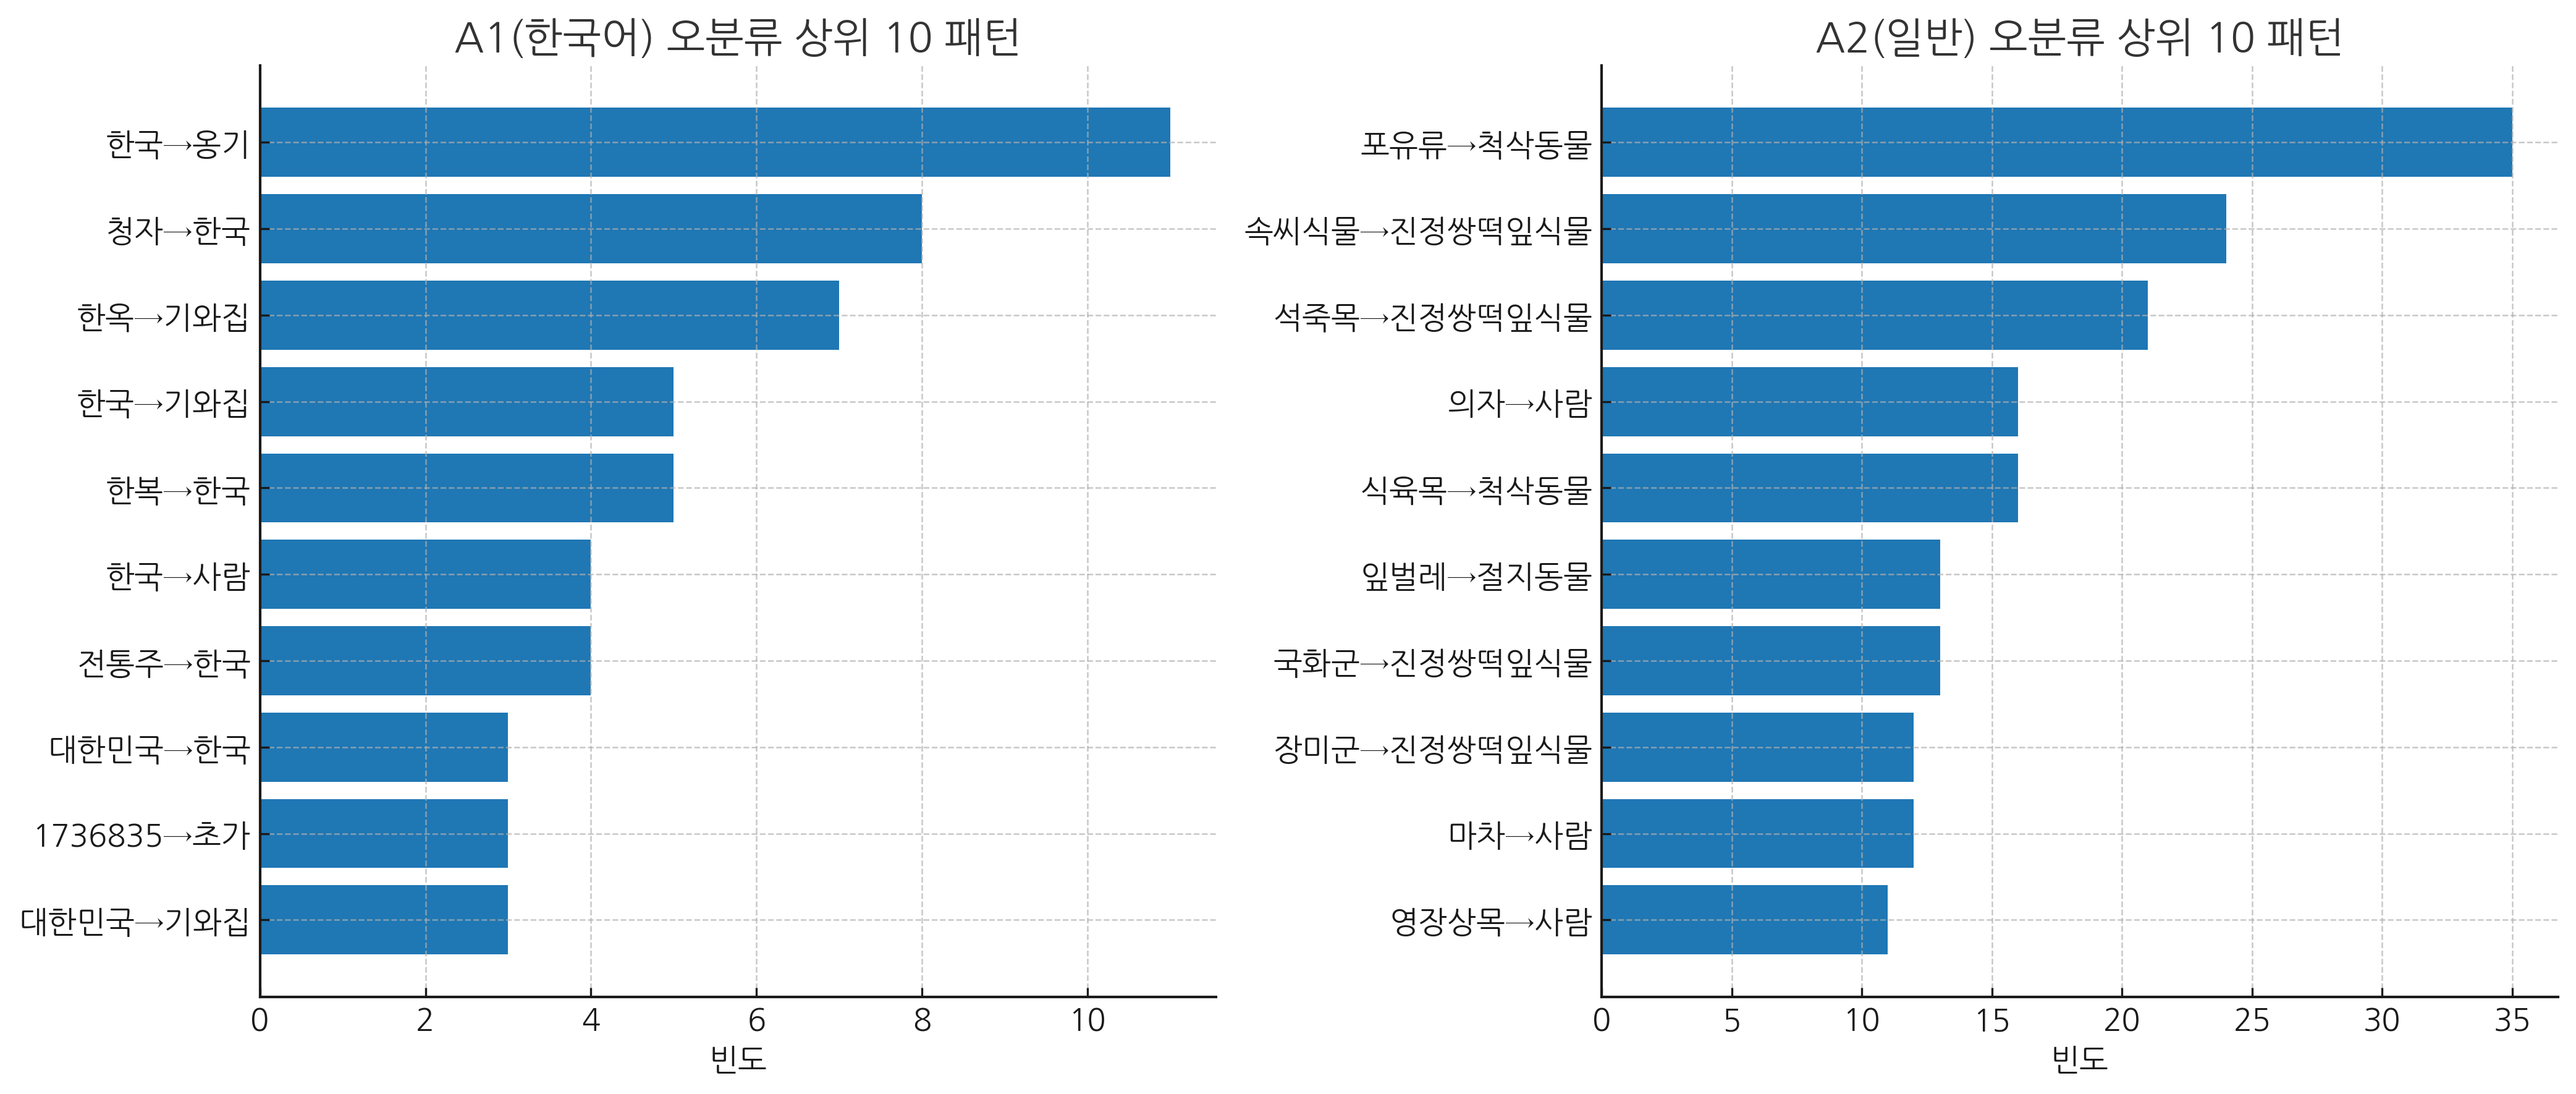 A1(한국어) 오분류 상위 10 패턴
한국→옹기
청자→한국
한옥→기와집
한국→기와집
한복→한국
한국→사람
전통주→한국
대한민국→한국
1736835→초가
대한민국→기와집
0 2 4 6 8 10
빈도
A2(일반) 오분류 상위 10 패턴
포유류→척삭동물
속씨식물→진정쌍떡잎식물
석죽목→진정쌍떡잎식물
의자→사람
식육목→척삭동물
잎벌레→절지동물
국화군→진정쌍떡잎식물
장미군→진정쌍떡잎식물
마차→사람
영장상목→사람
0 5 10 15 20 25 30 35
빈도